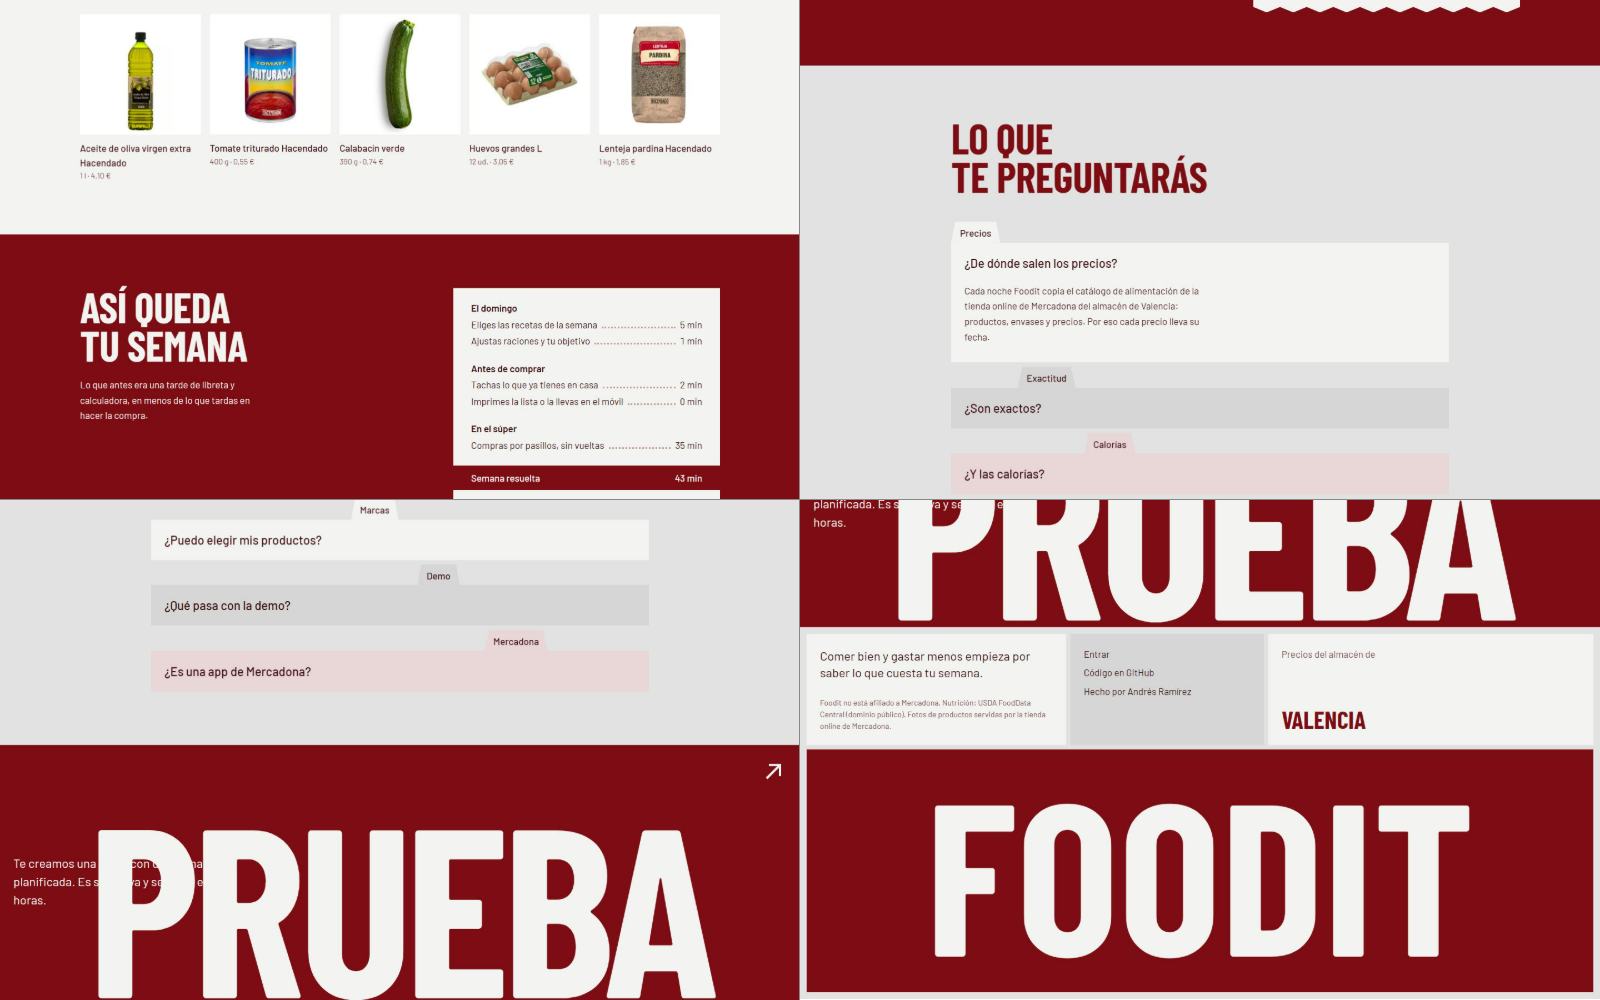 Aceite de oliva virgen extra
Hacendado
1 l · 4,10 €
TOMATE
TRITURADO
HACENDADO
Tomate triturado Hacendado
400 g · 0,55 €
Calabacín verde
390 g · 0,74 €
Huevos grandes L
12 ud. · 3,05 €
LENTEJA
PARDINA
HACENDADO
Lenteja pardina Hacendado
1 kg · 1,85 €
ASÍ QUEDA
TU SEMANA
Lo que antes era una tarde de libreta y
calculadora, en menos de lo que tardas en
hacer la compra.
El domingo
Eliges las recetas de la semana 5 min
Ajustas raciones y tu objetivo 1 min
Antes de comprar
Tachas lo que ya tienes en casa 2 min
Imprimes la lista o la llevas en el móvil 0 min
En el súper
Compras por pasillos, sin vueltas 35 min
Semana resuelta 43 min
LO QUE
TE PREGUNTARÁS
Precios
¿De dónde salen los precios?
Cada noche Foodit copia el catálogo de alimentación de la
tienda online de Mercadona del almacén de Valencia:
productos, envases y precios. Por eso cada precio lleva su
fecha.
Exactitud
¿Son exactos?
Calorías
¿Y las calorías?
Marcas
¿Puedo elegir mis productos?
Demo
¿Qué pasa con la demo?
Mercadona
¿Es una app de Mercadona?
Te creamos una con
planificada. Es y
horas.
PRUEBA
planificada. Es y
horas.
PRUEBA
Comer bien y gastar menos empieza por
saber lo que cuesta tu semana.
Foodit no está afiliado a Mercadona. Nutrición: USDA FoodData
Central (dominio público). Fotos de productos servidas por la tienda
online de Mercadona.
Entrar
Código en GitHub
Hecho por Andrés Ramírez
Precios del almacén de
VALENCIA
FOODIT